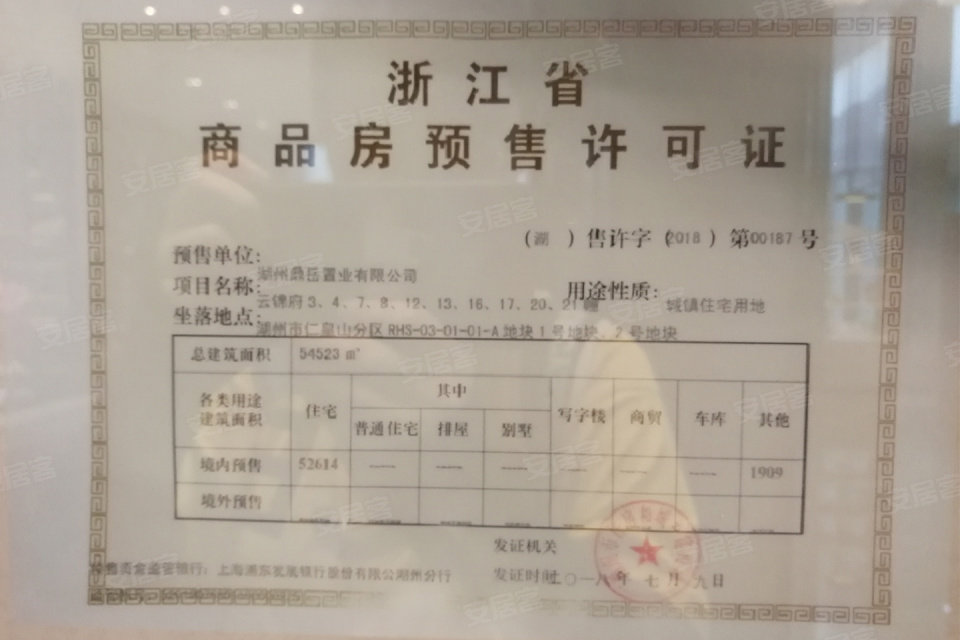 浙江省
商品房预售许可证
（湖）售许字（2018）第00187号
预售单位：湖州鼎岳置业有限公司
项目名称：云锦府3、4、7、8、12、13、16、17、20、21幢 用途性质：城镇住宅用地
坐落地点：湖州市仁皇山分区RHS-03-01-01-A地块1号地块、2号地块
总建筑面积 54523㎡
各类用途建筑面积 住宅 其中 写字楼 商贸 车库 其他
普通住宅 排屋 别墅
境内预售 52614 — — — — — — 1909
境外预售 — — — — — — — —
发证机关
预售资金监管银行：上海浦东发展银行股份有限公湖州分行
发证时间二〇一八年七月九日
安居客